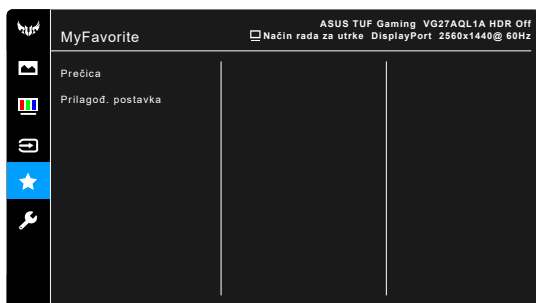 ASUS TUF Gaming VG27AQL1A HDR Off
MyFavorite
Način rada za utrke DisplayPort 2560x1440@ 60Hz
Prečica
Prilagođ. postavka